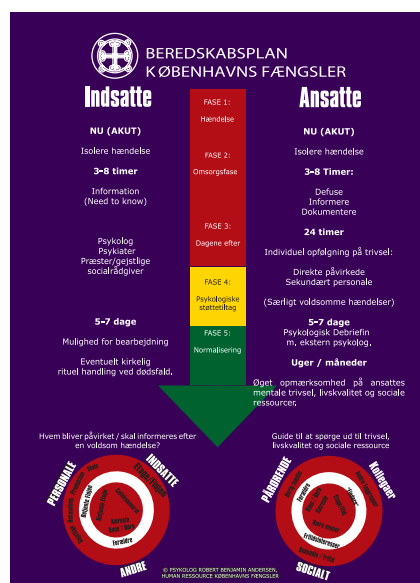 BEREDSKABSPLAN
KØBENHAVNS FÆNGSLER
Indsatte
NU (AKUT)
Isolere hændelse
3-8 timer
Information
(Need to know)
Psykolog
Psykiater
Præster/gejstlige
socialrådgiver
5-7 dage
Mulighed for bearbejdning
Eventuelt kirkelig
rituel handling ved dødsfald.
FASE 1:
Hændelse
FASE 2:
Omsorgsfase
FASE 3:
Dagene efter
FASE 4:
Psykologiske
støttetiltag
FASE 5:
Normalisering
Ansatte
NU (AKUT)
Isolere hændelse
3-8 Timer:
Defuse
Informere
Dokumentere
24 timer
Individuel opfølgning på trivsel:
Direkte påvirkede
Sekundært personale
(Særligt voldsomme hændelser)
5-7 dage
Psykologisk Debriefin
m. ekstern psykolog.
Uger / måneder
Øget opmærksomhed på ansattes
mentale trivsel, livskvalitet og sociale
ressourcer.
Hvem bliver påvirket / skal informeres efter
en voldsom hændelse?
PERSONALE
INDSATTE
ANDRE
Forældre
Guide til at spørge ud til trivsel,
livskvalitet og sociale ressource
PÅRØRENDE
Kollegaer
SOCIALT
Forældre
Fritidsinteresser
© PSYKOLOG ROBERT BENJAMIN ANDERSEN,
HUMAN RESSOURCE KØBENHAVNS FÆNGSLER